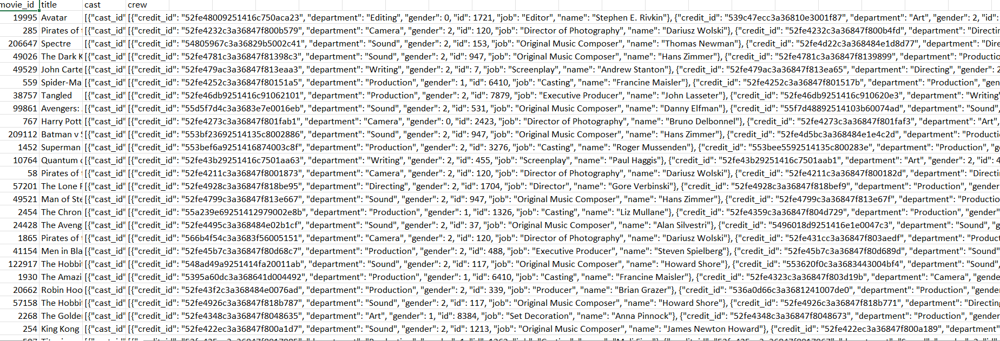 movie_id title cast crew
19995 Avatar [{"cast_id" [{"credit_id": "52fe48009251416c750aca23", "department": "Editing", "gender": 0, "id": 1721, "job": "Editor", "name": "Stephen E. Rivkin"}, {"credit_id": "539c47ecc3a36810e3001f87", "department": "Art", "gender": 2, "id":
285 Pirates of [{"cast_id" [{"credit_id": "52fe4232c3a36847f800b579", "department": "Camera", "gender": 2, "id": 120, "job": "Director of Photography", "name": "Dariusz Wolski"}, {"credit_id": "52fe4232c3a36847f800b4fd", "department": "Directin
206647 Spectre [{"cast_id" [{"credit_id": "54805967c3a36829b5002c41", "department": "Sound", "gender": 2, "id": 153, "job": "Original Music Composer", "name": "Thomas Newman"}, {"credit_id": "52fe4d22c3a368484e1d8d77", "department": "Dire
49026 The Dark K [{"cast_id" [{"credit_id": "52fe4781c3a36847f81398c3", "department": "Sound", "gender": 2, "id": 947, "job": "Original Music Composer", "name": "Hans Zimmer"}, {"credit_id": "52fe4781c3a36847f8139899", "department": "Productio
49529 John Carte [{"cast_id" [{"credit_id": "52fe479ac3a36847f813eaa3", "department": "Writing", "gender": 2, "id": 7, "job": "Screenplay", "name": "Andrew Stanton"}, {"credit_id": "52fe479ac3a36847f813ea65", "department": "Directing", "gender": 2
559 Spider-Ma [{"cast_id" [{"credit_id": "52fe4252c3a36847f80151a5", "department": "Production", "gender": 1, "id": 6410, "job": "Casting", "name": "Francine Maisler"}, {"credit_id": "52fe4252c3a36847f801517b", "department": "Production", "gen
38757 Tangled [{"cast_id" [{"credit_id": "52fe46db9251416c91062101", "department": "Production", "gender": 2, "id": 7879, "job": "Executive Producer", "name": "John Lasseter"}, {"credit_id": "52fe46db9251416c910620e3", "department": "Writing"
99861 Avengers: [{"cast_id" [{"credit_id": "55d5f7d4c3a3683e7e0016eb", "department": "Sound", "gender": 2, "id": 531, "job": "Original Music Composer", "name": "Danny Elfman"}, {"credit_id": "55f7d48892514103b60074ad", "department": "Sound",
767 Harry Pott [{"cast_id" [{"credit_id": "52fe4273c3a36847f801fab1", "department": "Camera", "gender": 0, "id": 2423, "job": "Director of Photography", "name": "Bruno Delbonnel"}, {"credit_id": "52fe4273c3a36847f801faf3", "department": "Art",
209112 Batman v S [{"cast_id" [{"credit_id": "553bf23692514135c8002886", "department": "Sound", "gender": 2, "id": 947, "job": "Original Music Composer", "name": "Hans Zimmer"}, {"credit_id": "52fe4d5bc3a368484e1e4c2d", "department": "Producti
1452 Superman [{"cast_id" [{"credit_id": "553bef6a9251416874003c8f", "department": "Production", "gender": 2, "id": 3276, "job": "Casting", "name": "Roger Mussenden"}, {"credit_id": "553bee5592514135c800283e", "department": "Production", "ge
10764 Quantum [{"cast_id" [{"credit_id": "52fe43b29251416c7501aa63", "department": "Writing", "gender": 2, "id": 455, "job": "Screenplay", "name": "Paul Haggis"}, {"credit_id": "52fe43b29251416c7501aab1", "department": "Art", "gender": 2, "id": 4
58 Pirates of [{"cast_id" [{"credit_id": "52fe4211c3a36847f8001873", "department": "Camera", "gender": 2, "id": 120, "job": "Director of Photography", "name": "Dariusz Wolski"}, {"credit_id": "52fe4211c3a36847f800182d", "department": "Directi
57201 The Lone [{"cast_id" [{"credit_id": "52fe4928c3a36847f818be95", "department": "Directing", "gender": 2, "id": 1704, "job": "Director", "name": "Gore Verbinski"}, {"credit_id": "52fe4928c3a36847f818bef9", "department": "Production", "gender
49521 Man of Ste [{"cast_id" [{"credit_id": "52fe4799c3a36847f813e667", "department": "Sound", "gender": 2, "id": 947, "job": "Original Music Composer", "name": "Hans Zimmer"}, {"credit_id": "52fe4799c3a36847f813e67f", "department": "Productio
2454 The Chron [{"cast_id" [{"credit_id": "55a239e69251412979002e8b", "department": "Production", "gender": 1, "id": 1326, "job": "Casting", "name": "Liz Mullane"}, {"credit_id": "52fe4359c3a36847f804d729", "department": "Production", "gender"
24428 The Aveng [{"cast_id" [{"credit_id": "52fe4495c3a368484e02b1cf", "department": "Sound", "gender": 2, "id": 37, "job": "Original Music Composer", "name": "Alan Silvestri"}, {"credit_id": "5496018d9251416e1e0047c3", "department": "Sound", "g
1865 Pirates of [{"cast_id" [{"credit_id": "566b4f54c3a3683f56005151", "department": "Camera", "gender": 2, "id": 120, "job": "Director of Photography", "name": "Dariusz Wolski"}, {"credit_id": "52fe431cc3a36847f803aedf", "department": "Produc
41154 Men in Bla [{"cast_id" [{"credit_id": "52fe45b7c3a36847f80d68c7", "department": "Production", "gender": 2, "id": 488, "job": "Executive Producer", "name": "Steven Spielberg"}, {"credit_id": "52fe45b7c3a36847f80d689d", "department": "Sound"
122917 The Hobbi [{"cast_id" [{"credit_id": "548ad49a9251414fa20011ab", "department": "Sound", "gender": 2, "id": 117, "job": "Original Music Composer", "name": "Howard Shore"}, {"credit_id": "553620f0c3a3683443004bf4", "department": "Sound",
1930 The Amazi [{"cast_id" [{"credit_id": "5395a60dc3a368641d004492", "department": "Production", "gender": 1, "id": 6410, "job": "Casting", "name": "Francine Maisler"}, {"credit_id": "52fe4323c3a36847f803d19b", "department": "Camera", "gende
20662 Robin Hoo [{"cast_id" [{"credit_id": "52fe43f2c3a368484e0076ad", "department": "Production", "gender": 2, "id": 339, "job": "Producer", "name": "Brian Grazer"}, {"credit_id": "536a0d66c3a3681241007de0", "department": "Production", "gende
57158 The Hobbi [{"cast_id" [{"credit_id": "52fe4926c3a36847f818b787", "department": "Sound", "gender": 2, "id": 117, "job": "Original Music Composer", "name": "Howard Shore"}, {"credit_id": "52fe4926c3a36847f818b771", "department": "Directing
2268 The Golde [{"cast_id" [{"credit_id": "52fe4348c3a36847f8048635", "department": "Art", "gender": 1, "id": 8384, "job": "Set Decoration", "name": "Anna Pinnock"}, {"credit_id": "52fe4348c3a36847f8048673", "department": "Production", "gender"
254 King Kong [{"cast_id" [{"credit_id": "52fe422ec3a36847f800a1d7", "department": "Sound", "gender": 2, "id": 1213, "job": "Original Music Composer", "name": "James Newton Howard"}, {"credit_id": "52fe422ec3a36847f800a189", "department"